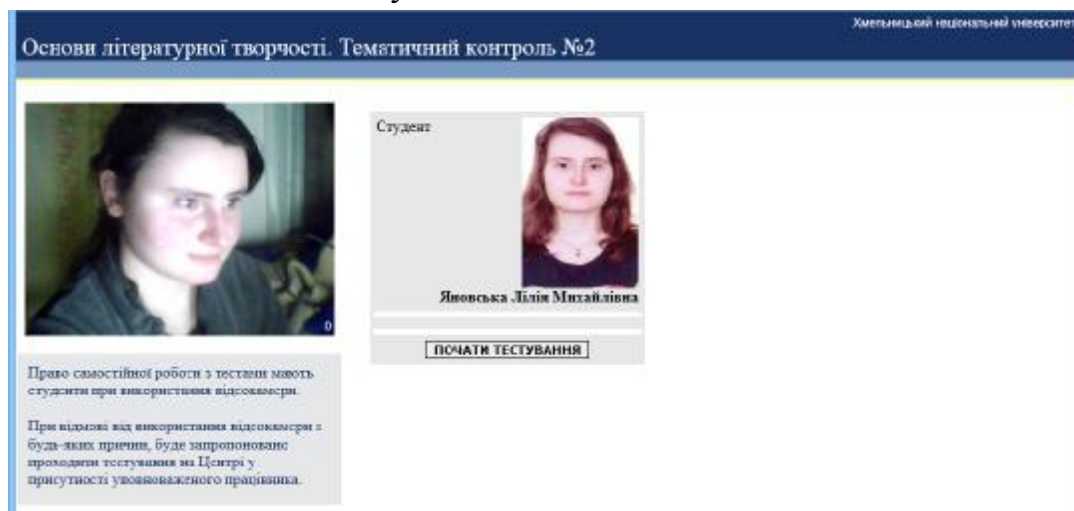 Хмельницький національний університет
Основи літературної творчості. Тематичний контроль №2
Студент
Яновська Лілія Михайлівна
ПОЧАТИ ТЕСТУВАННЯ
0
Право самостійної роботи з тестами мають
студенти при використання відеокамери.
При відмові від використання відеокамери з
будь-яких причин, буде запропоноване
проходити тестування на Центрі у
присутності уповноваженого працівника.